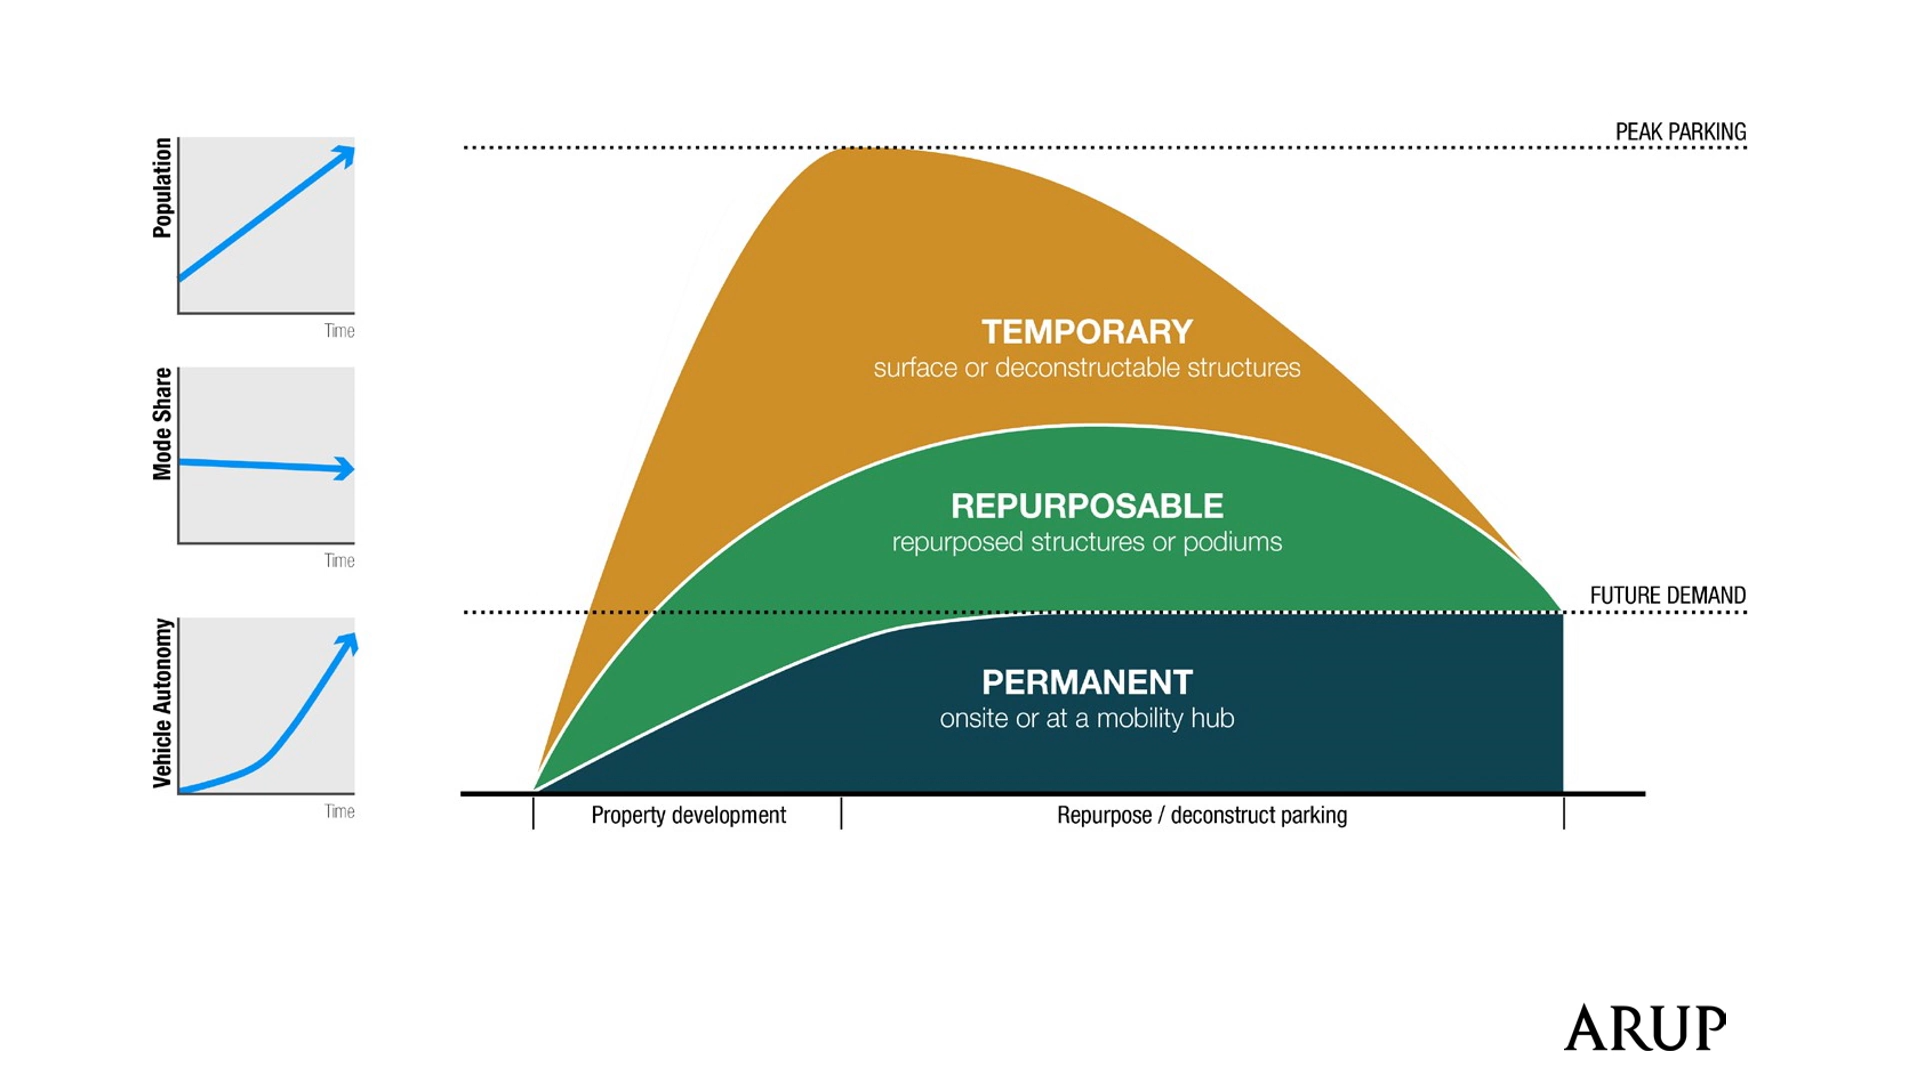 Population
Time
Mode Share
Time
Vehicle Autonomy
Time
PEAK PARKING
TEMPORARY
surface or deconstructable structures
REPURPOSABLE
repurposed structures or podiums
FUTURE DEMAND
PERMANENT
onsite or at a mobility hub
Property development
Repurpose / deconstruct parking
ARUP